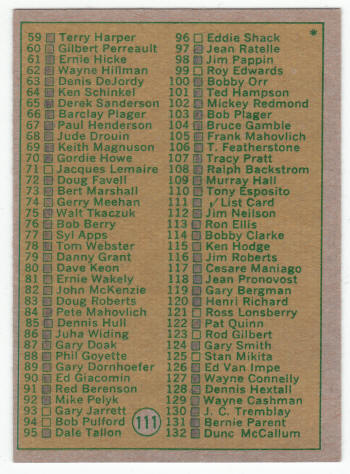 59 Terry Harper
60 Gilbert Perreault
61 Ernie Hicke
62 Wayne Hillman
63 Denis DeJordy
64 Ken Schinkel
65 Derek Sanderson
66 Barclay Plager
67 Paul Henderson
68 Jude Drouin
69 Keith Magnuson
70 Gordie Howe
71 Jacques Lemaire
72 Doug Favell
73 Bert Marshall
74 Gerry Meehan
75 Walt Tkaczuk
76 Bob Berry
77 Syl Apps
78 Tom Webster
79 Danny Grant
80 Dave Keon
81 Ernie Wakely
82 John McKenzie
83 Doug Roberts
84 Pete Mahovlich
85 Dennis Hull
86 Juha Widing
87 Gary Doak
88 Phil Goyette
89 Gary Dornhoefer
90 Ed Giacomin
91 Red Berenson
92 Mike Pelyk
93 Gary Jarrett
94 Bob Pulford
95 Dale Tallon
96 Eddie Shack
97 Jean Ratelle
98 Jim Pappin
99 Roy Edwards
100 Bobby Orr
101 Ted Hampson
102 Mickey Redmond
103 Bob Plager
104 Bruce Gamble
105 Frank Mahovlich
106 T. Featherstone
107 Tracy Pratt
108 Ralph Backstrom
109 Murray Hall
110 Tony Esposito
111 List Card
112 Jim Neilson
113 Ron Ellis
114 Bobby Clarke
115 Ken Hodge
116 Jim Roberts
117 Cesare Maniago
118 Jean Pronovost
119 Gary Bergman
120 Henri Richard
121 Ross Lonsberry
122 Pat Quinn
123 Rod Gilbert
124 Gary Smith
125 Stan Mikita
126 Ed Van Impe
127 Wayne Connelly
128 Dennis Hextall
129 Wayne Cashman
130 J. C. Tremblay
131 Bernie Parent
132 Dunc McCallum
111
*